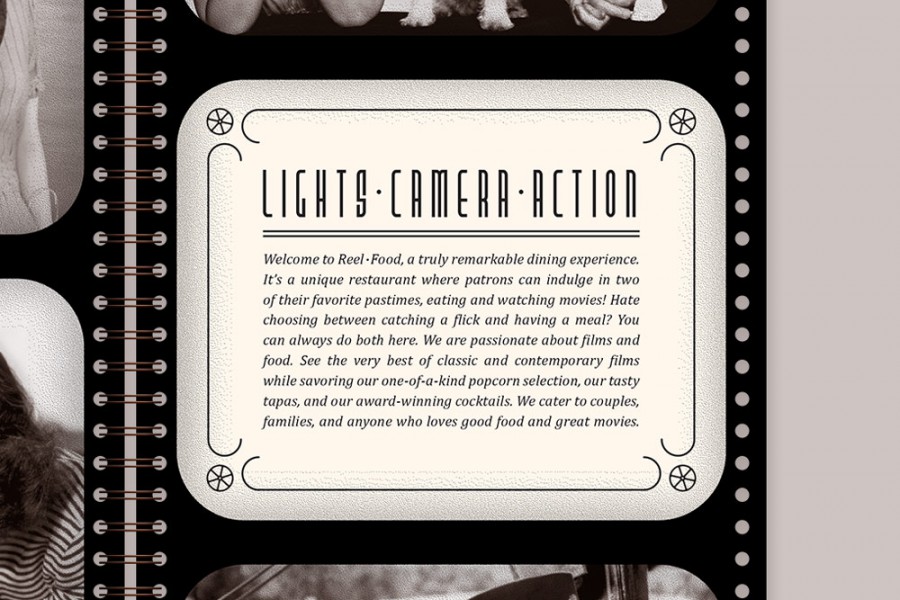 LIGHTS·CAMERA·ACTION
Welcome to Reel·Food, a truly remarkable dining experience.
It's a unique restaurant where patrons can indulge in two
of their favorite pastimes, eating and watching movies! Hate
choosing between catching a flick and having a meal? You
can always do both here. We are passionate about films and
food. See the very best of classic and contemporary films
while savoring our one-of-a-kind popcorn selection, our tasty
tapas, and our award-winning cocktails. We cater to couples,
families, and anyone who loves good food and great movies.